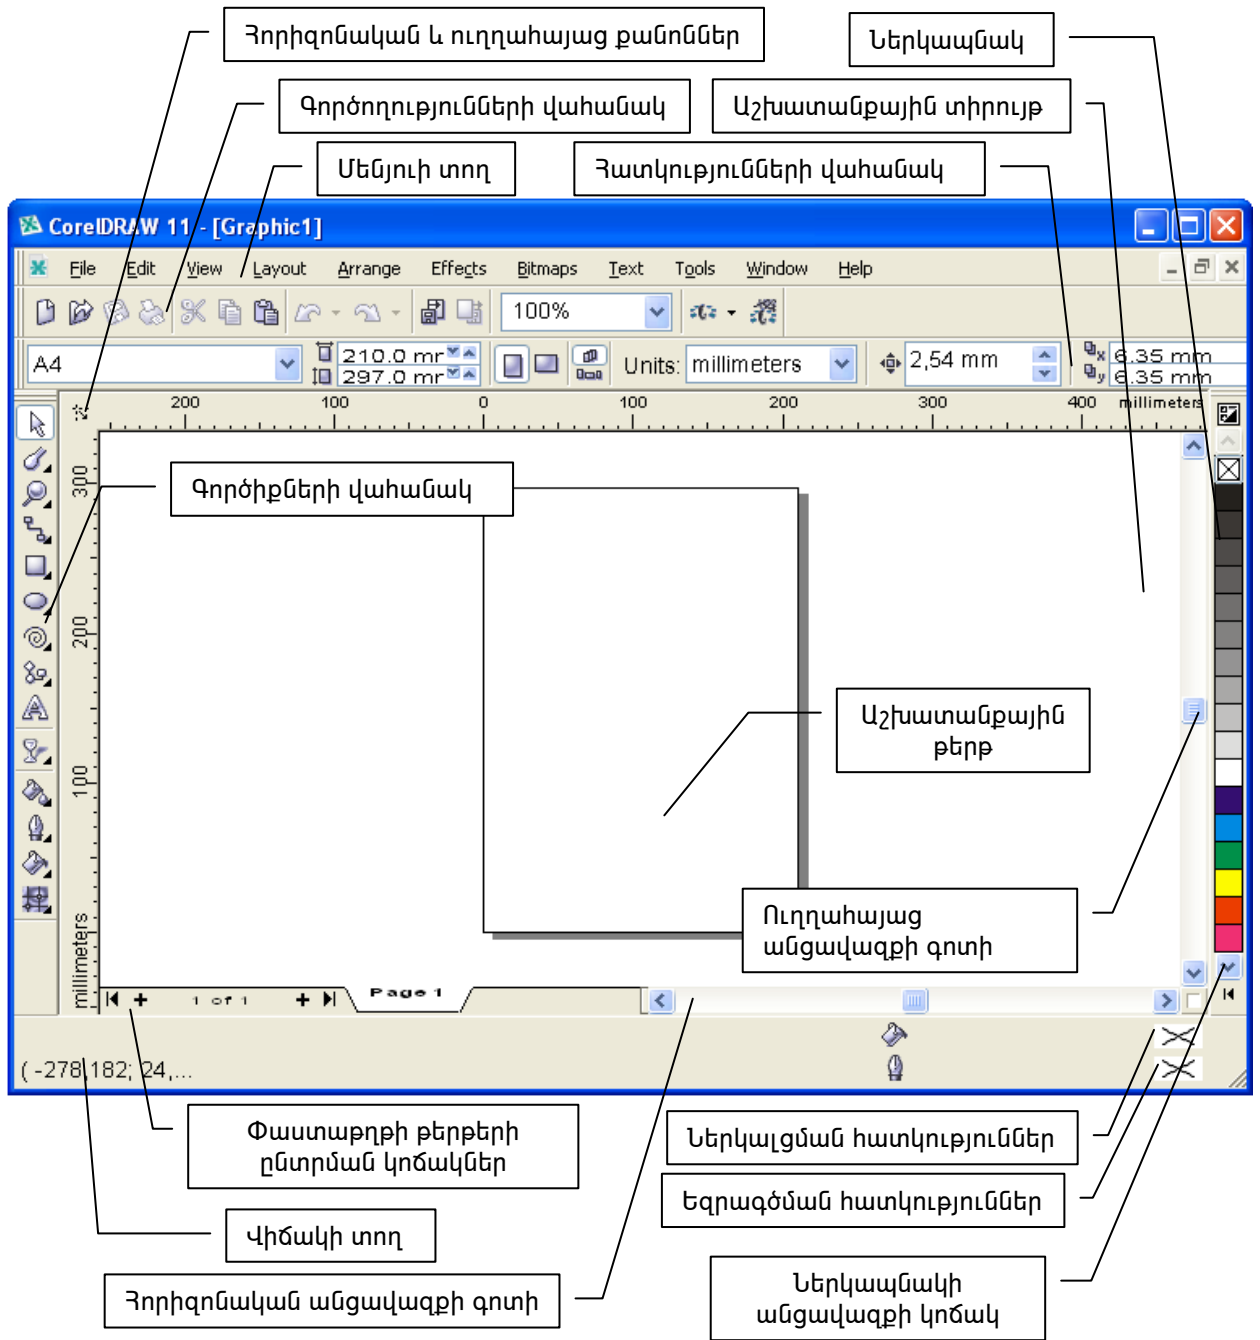 Հորիզոնական և ուղղահայաց քանոններ
Ներկապնակ
Գործողությունների վահանակ
Աշխատանքային տիրույթ
Մենյուի տող
Հատկությունների վահանակ
CorelDRAW 11 - [Graphic1]
File Edit View Layout Arrange Effects Bitmaps Text Tools Window Help
100%
A4
210.0 mr
297.0 mr
Units: millimeters
2,54 mm
x 6.35 mm
y 6.35 mm
200 100 0 100 200 300 400 millimeters
300
200
100
millimeters
Գործիքների վահանակ
Աշխատանքային
թերթ
Ուղղահայաց
անցավազքի գոտի
1 of 1
Page 1
( -278,182; 24,...
Փաստաթղթի թերթերի
ընտրման կոճակներ
Ներկալցման հատկություններ
Եզրագծման հատկություններ
Վիճակի տող
Հորիզոնական անցավազքի գոտի
Ներկապնակի
անցավազքի կոճակ